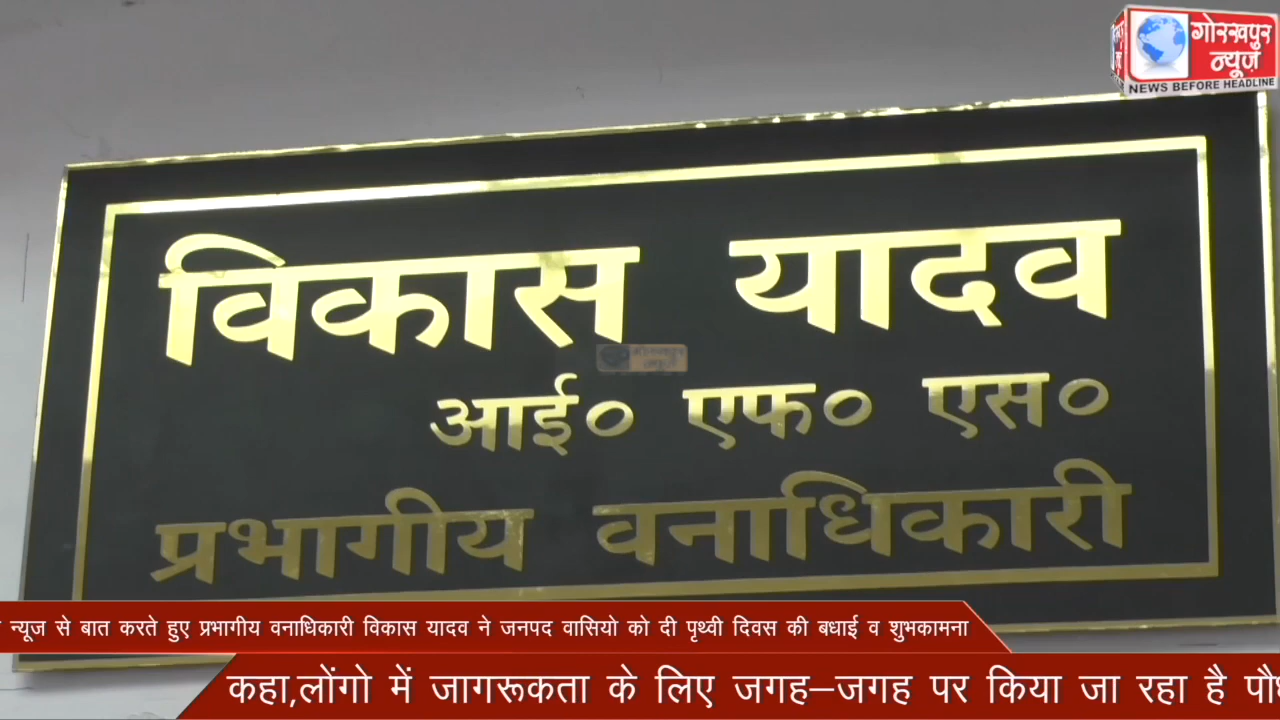 गोरखपुर
न्यूज़
NEWS BEFORE HEADLINE
विकास यादव
आई० एफ० एस०
प्रभागीय वनाधिकारी
न्यूज से बात करते हुए प्रभागीय वनाधिकारी विकास यादव ने जनपद वासियो को दी पृथ्वी दिवस की बधाई व शुभकामना
कहा,लोंगो में जागरूकता के लिए जगह–जगह पर किया जा रहा है